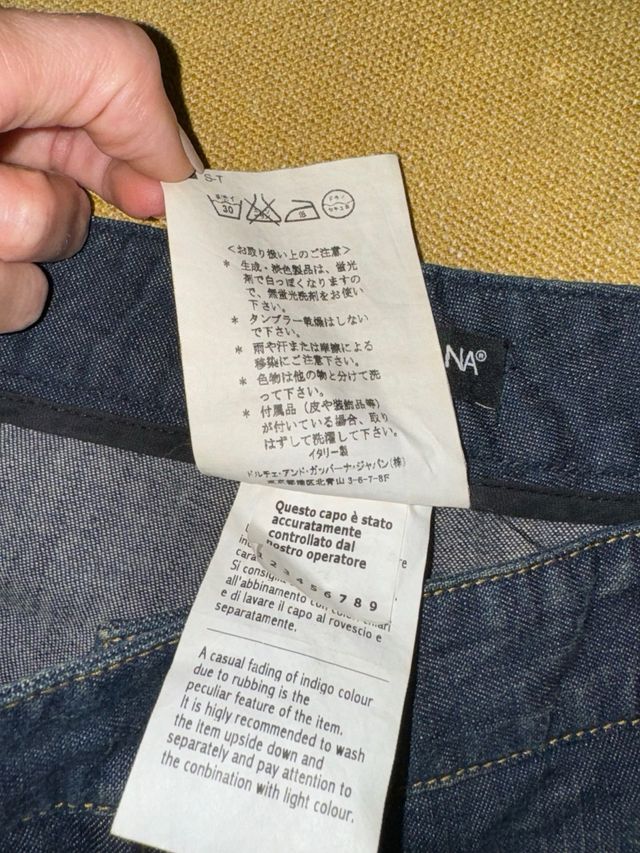 S-T
30
<お取り扱い上のご注意>
* 生成・淡色製品は、蛍光
剤で白っぽくなりますの
で、無蛍光洗剤をお使い
下さい。
* タンブラー乾燥はしない
で下さい。
* 雨や汗または摩擦による
移染にご注意下さい。
* 色物は他の物と分けて洗
って下さい。
* 付属品（皮や装飾品等）
が付いている場合、取り
はずして洗濯して下さい。
イタリー製
ドルチェ・アンド・ガッバーナ・ジャパン(株)
北青山 3-6-7-8F
NA®
Questo capo è stato
accuratamente
controllato dal
nostro operatore
1 2 3 4 5 6 7 8 9
re
Si
all'abbinamento con
e di lavare il capo al rovescio e
separatamente.
A casual fading of indigo colour
due to rubbing is the
peculiar feature of the item.
It is higly recommended to wash
the item upside down and
separately and pay attention to
the combination with light colour.